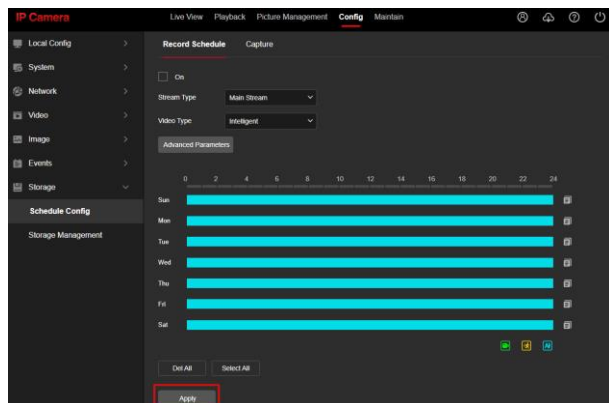 IP Camera
Live View Playback Picture Management Config Maintain
Local Config
System
Network
Video
Image
Events
Storage
Schedule Config
Storage Management
Record Schedule Capture
On
Stream Type Main Stream
Video Type Intelligent
Advanced Parameters
0 2 4 6 8 10 12 14 16 18 20 22 24
Sun
Mon
Tue
Wed
Thu
Fri
Sat
AI
Del All Select All
Apply